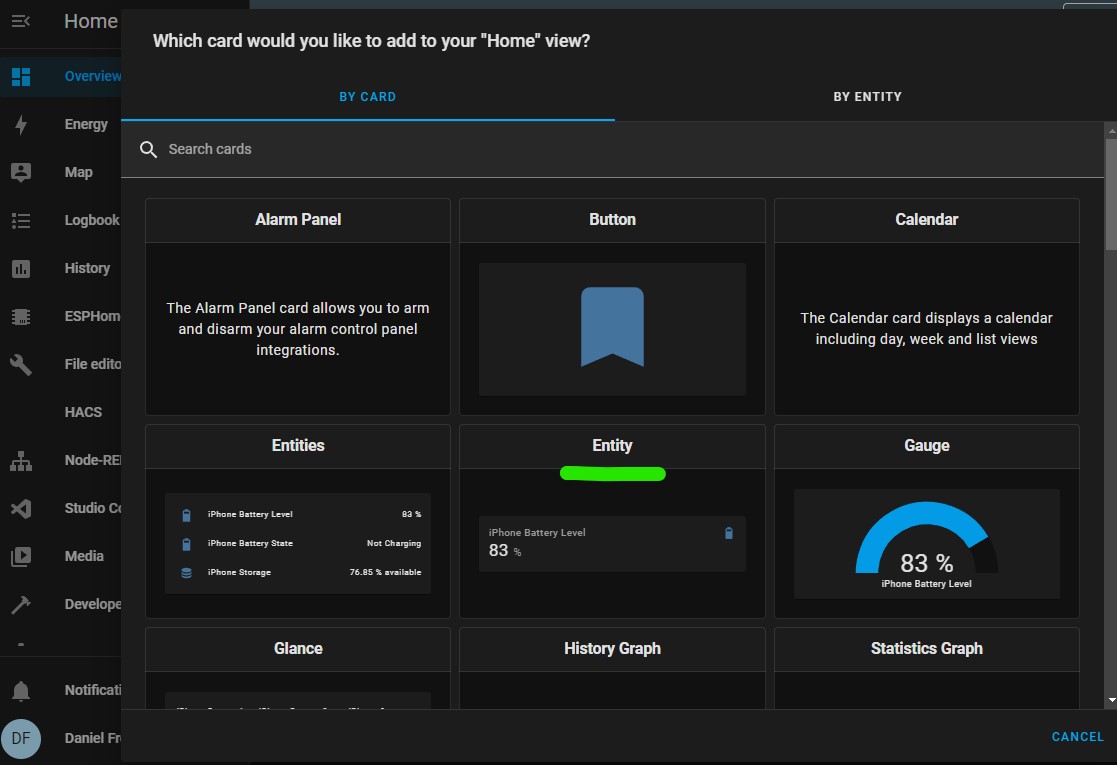 Home
Overview
Energy
Map
Logbook
History
ESPHom
File edito
HACS
Node-RE
Studio Co
Media
Develope
Notificati
DF
Daniel Fr
Which card would you like to add to your "Home" view?
BY CARD
BY ENTITY
Search cards
Alarm Panel
The Alarm Panel card allows you to arm
and disarm your alarm control panel
integrations.
Button
Calendar
The Calendar card displays a calendar
including day, week and list views
Entities
iPhone Battery Level 83 %
iPhone Battery State Not Charging
iPhone Storage 76.85 % available
Entity
iPhone Battery Level
83 %
Gauge
83 %
iPhone Battery Level
Glance
History Graph
Statistics Graph
CANCEL